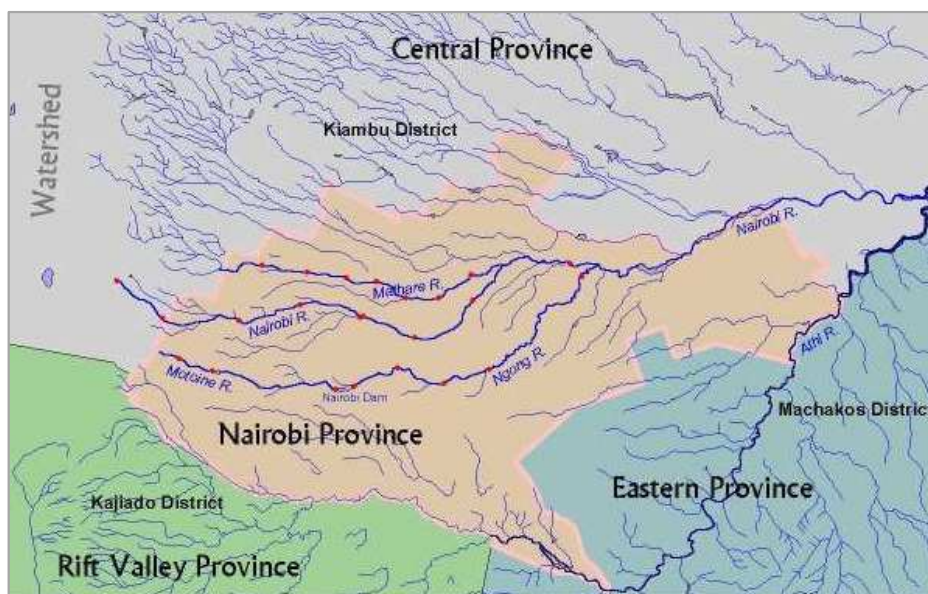 Central Province
Watershed
Kiambu District
Nairobi R.
Mathare R.
Nairobi R.
Motoine R.
Ngong R.
Nairobi Dam
Athi R.
Machakos District
Nairobi Province
Eastern Province
Kajiado District
Rift Valley Province